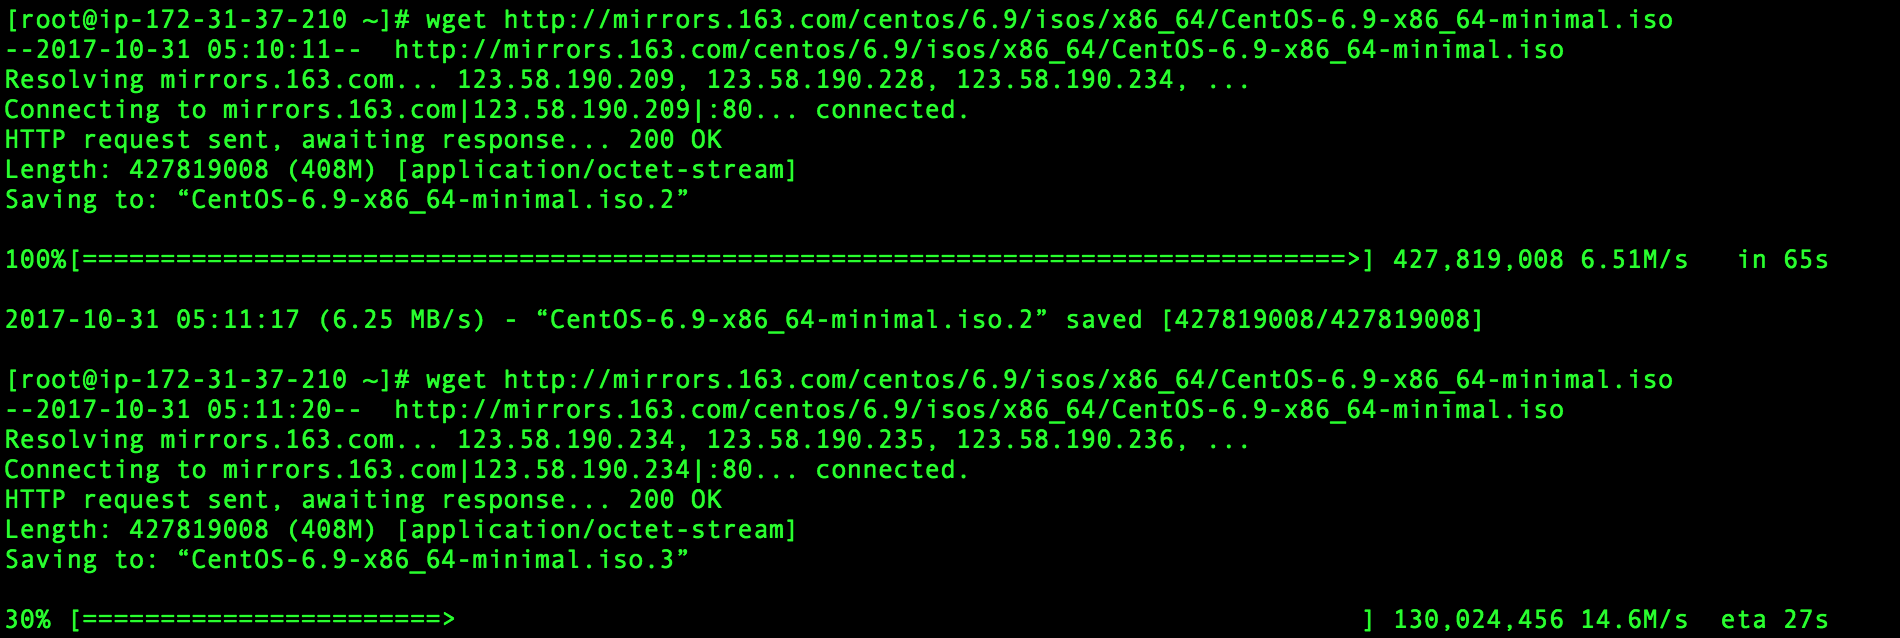 [root@ip-172-31-37-210 ~]# wget http://mirrors.163.com/centos/6.9/isos/x86_64/CentOS-6.9-x86_64-minimal.iso
--2017-10-31 05:10:11--  http://mirrors.163.com/centos/6.9/isos/x86_64/CentOS-6.9-x86_64-minimal.iso
Resolving mirrors.163.com... 123.58.190.209, 123.58.190.228, 123.58.190.234, ...
Connecting to mirrors.163.com|123.58.190.209|:80... connected.
HTTP request sent, awaiting response... 200 OK
Length: 427819008 (408M) [application/octet-stream]
Saving to: “CentOS-6.9-x86_64-minimal.iso.2”
100%[=================================================================================>] 427,819,008 6.51M/s   in 65s
2017-10-31 05:11:17 (6.25 MB/s) - “CentOS-6.9-x86_64-minimal.iso.2” saved [427819008/427819008]
[root@ip-172-31-37-210 ~]# wget http://mirrors.163.com/centos/6.9/isos/x86_64/CentOS-6.9-x86_64-minimal.iso
--2017-10-31 05:11:20--  http://mirrors.163.com/centos/6.9/isos/x86_64/CentOS-6.9-x86_64-minimal.iso
Resolving mirrors.163.com... 123.58.190.234, 123.58.190.235, 123.58.190.236, ...
Connecting to mirrors.163.com|123.58.190.234|:80... connected.
HTTP request sent, awaiting response... 200 OK
Length: 427819008 (408M) [application/octet-stream]
Saving to: “CentOS-6.9-x86_64-minimal.iso.3”
30% [=======================>                                                          ] 130,024,456 14.6M/s  eta 27s